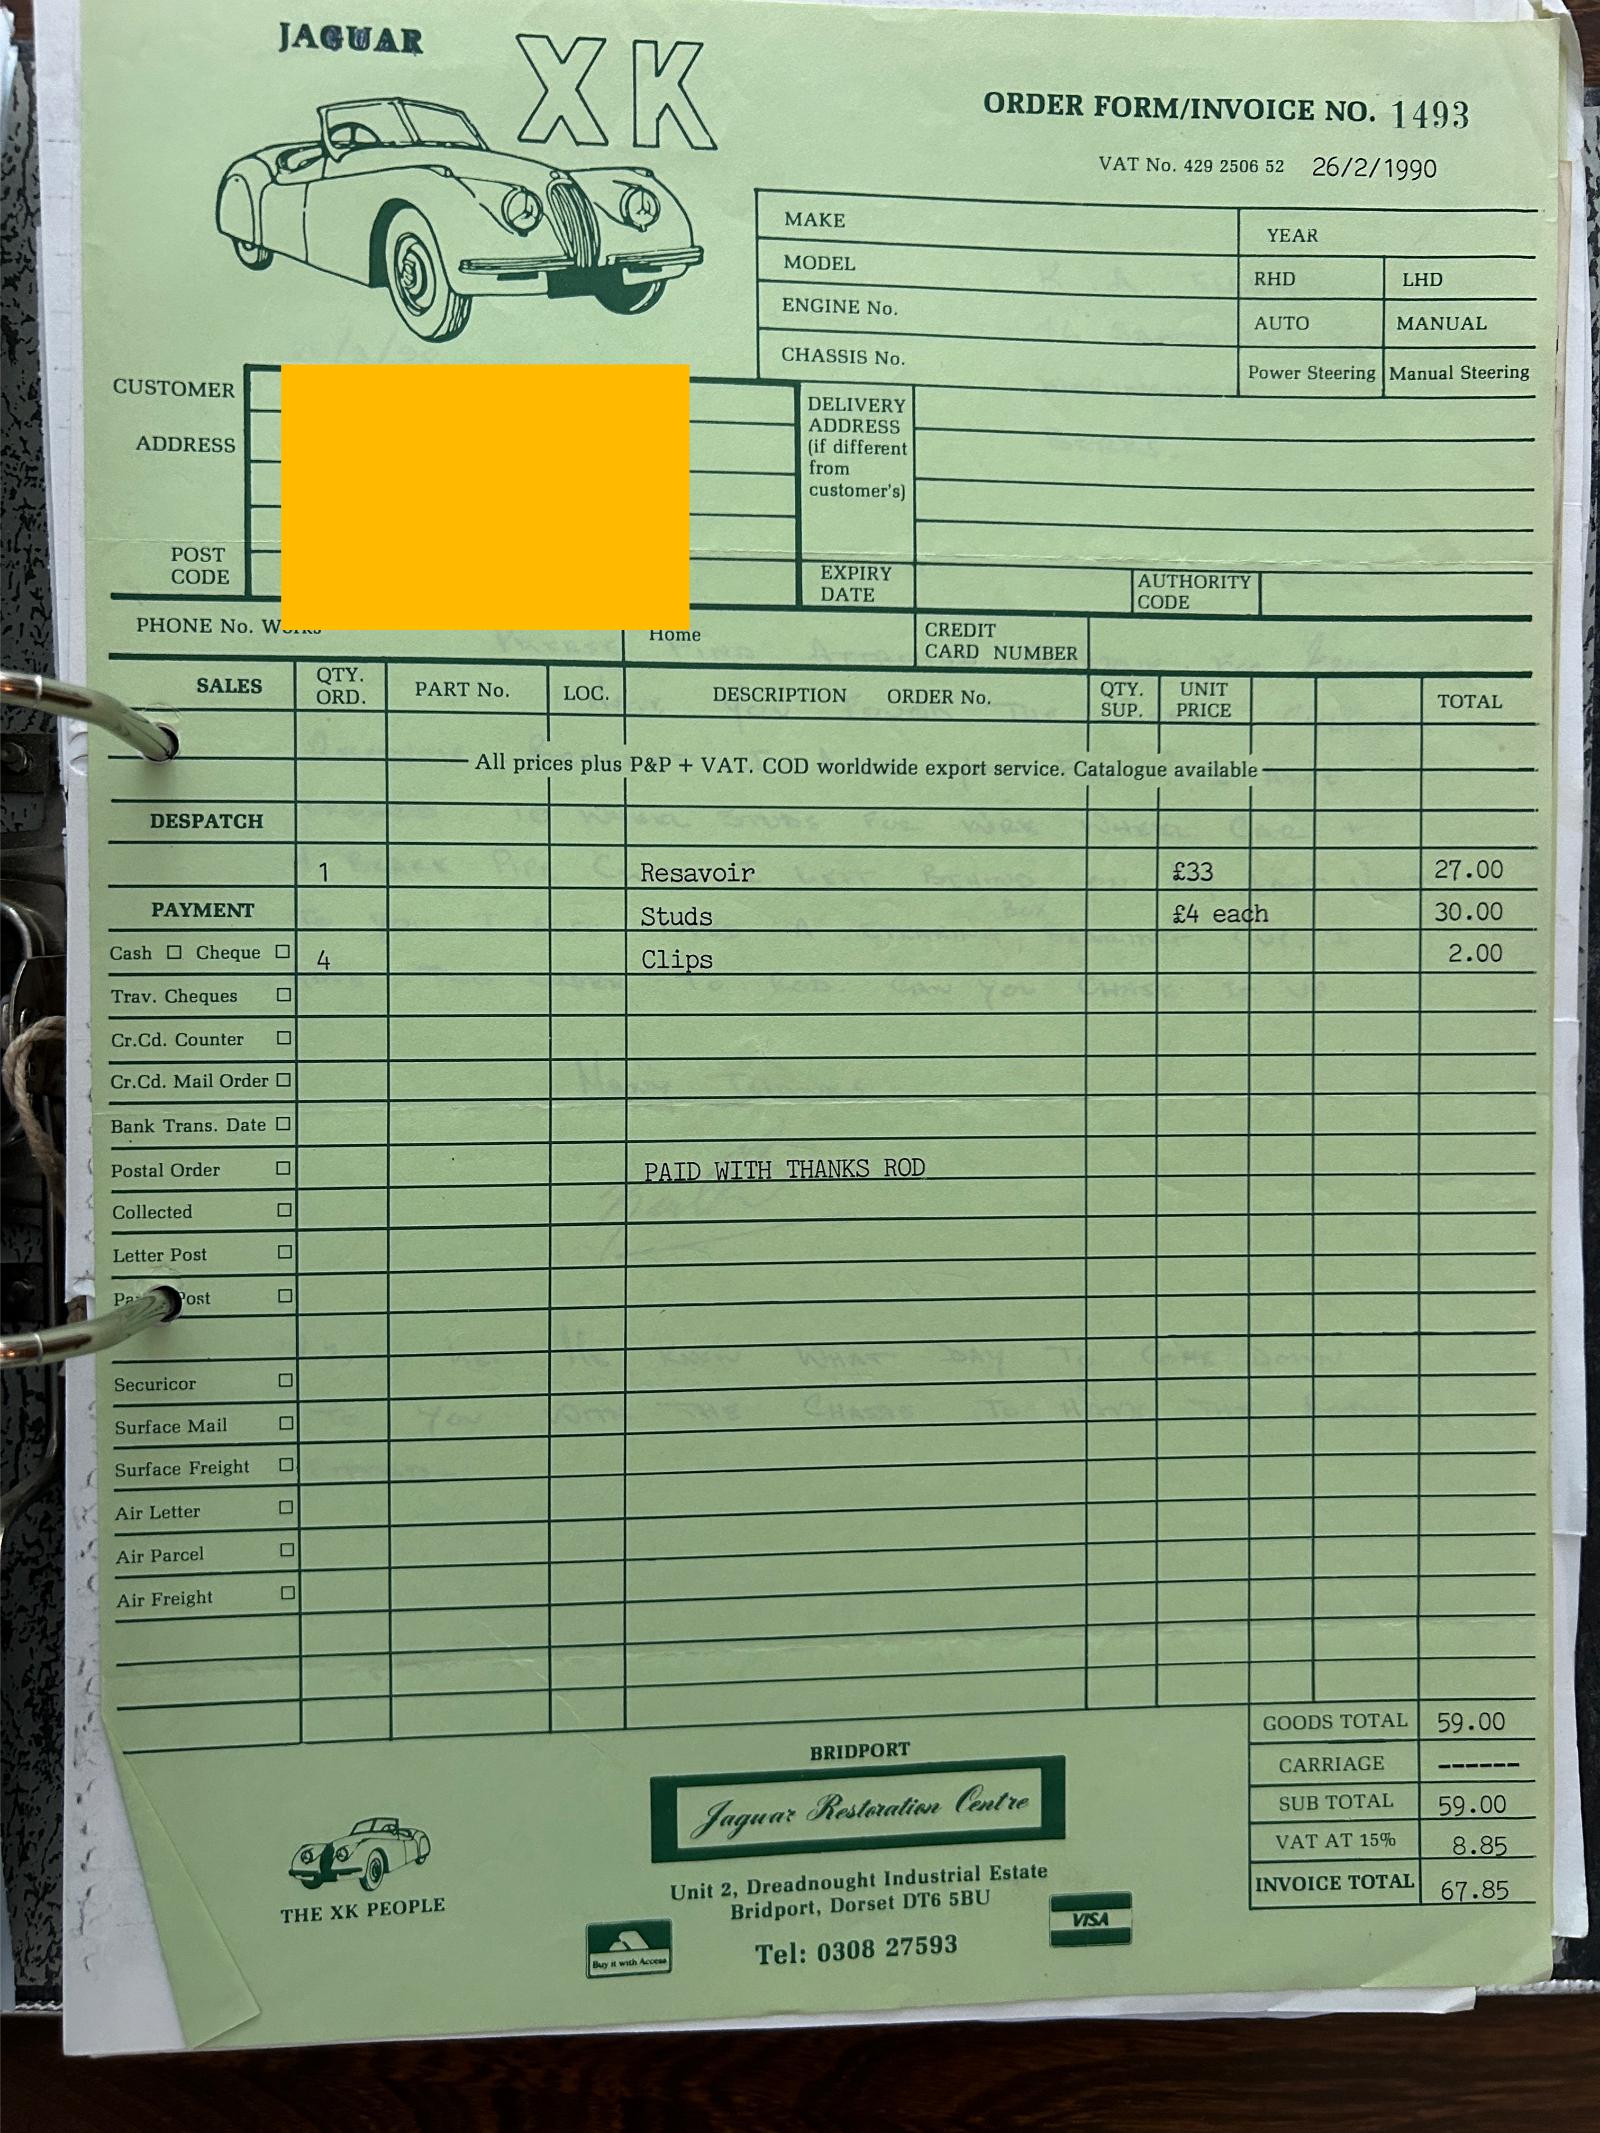 JAGUAR XK
ORDER FORM/INVOICE NO. 1493
VAT No. 429 2506 52 26/2/1990
MAKE
YEAR
MODEL
RHD
LHD
ENGINE No.
AUTO
MANUAL
CHASSIS No.
Power Steering
Manual Steering
CUSTOMER
ADDRESS
POST
CODE
DELIVERY
ADDRESS
(if different
from
customer's)
EXPIRY
DATE
AUTHORITY
CODE
PHONE No. Works
Home
CREDIT
CARD NUMBER
SALES
QTY.
ORD.
PART No.
LOC.
DESCRIPTION ORDER No.
QTY.
SUP.
UNIT
PRICE
TOTAL
All prices plus P&P + VAT. COD worldwide export service. Catalogue available
DESPATCH
1 Resavoir £33 27.00
PAYMENT
Studs £4 each 30.00
Cash Cheque
4 Clips 2.00
Trav. Cheques
Cr.Cd. Counter
Cr.Cd. Mail Order
Bank Trans. Date
Postal Order
PAID WITH THANKS ROD
Collected
Letter Post
Post
Securicor
Surface Mail
Surface Freight
Air Letter
Air Parcel
Air Freight
GOODS TOTAL 59.00
CARRIAGE ------
SUB TOTAL 59.00
VAT AT 15% 8.85
INVOICE TOTAL 67.85
BRIDPORT
Jaguar Restoration Centre
Unit 2, Dreadnought Industrial Estate
Bridport, Dorset DT6 5BU
Tel: 0308 27593
THE XK PEOPLE
Buy it with Access
VISA